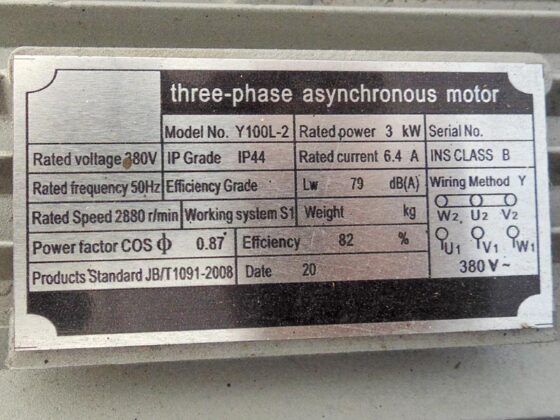 three-phase asynchronous motor
Model No. Y100L-2 Rated power 3 kW Serial No.
Rated voltage 380V IP Grade IP44 Rated current 6.4 A INS CLASS B
Rated frequency 50Hz Efficiency Grade Lw 79 dB(A) Wiring Method Y
Rated Speed 2880 r/min Working system S1 Weight kg
W2 U2 V2
Power factor COS ϕ 0.87 Effciency 82 %
U1 V1 W1
Products Standard JB/T1091-2008 Date 20 380V~